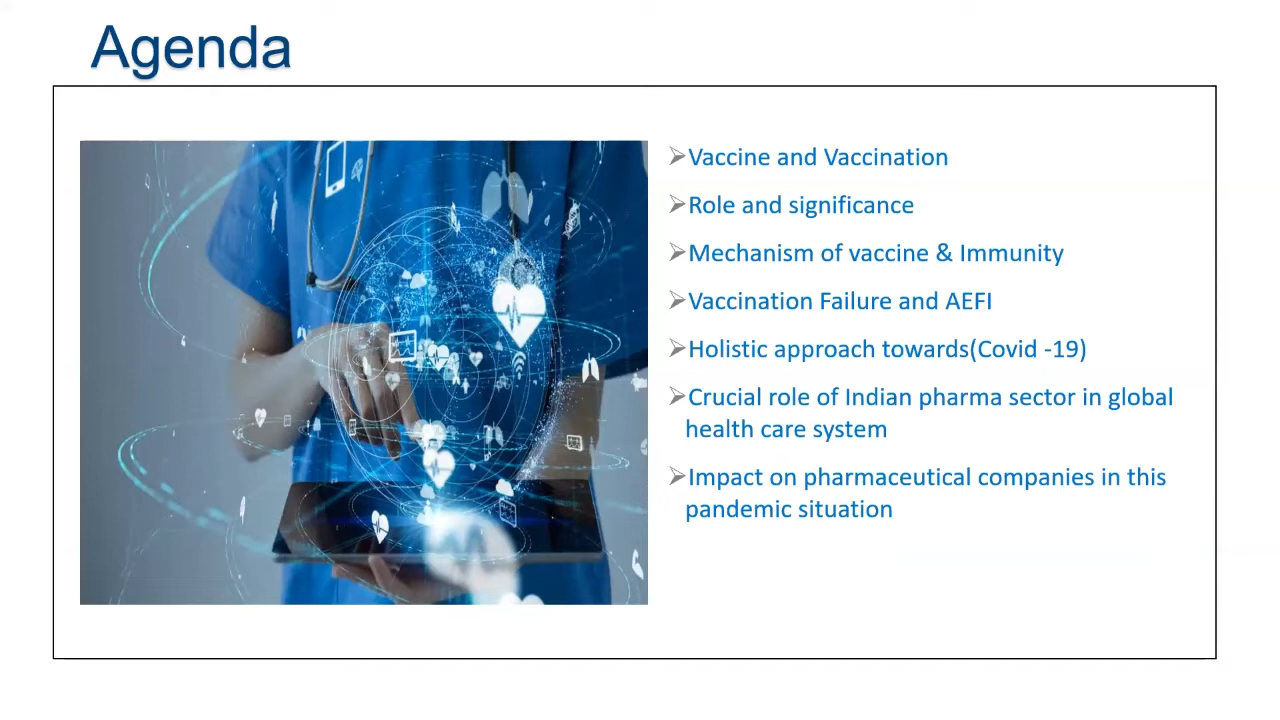 Agenda
➢Vaccine and Vaccination
➢Role and significance
➢Mechanism of vaccine & Immunity
➢Vaccination Failure and AEFI
➢Holistic approach towards(Covid -19)
➢Crucial role of Indian pharma sector in global
health care system
➢Impact on pharmaceutical companies in this
pandemic situation